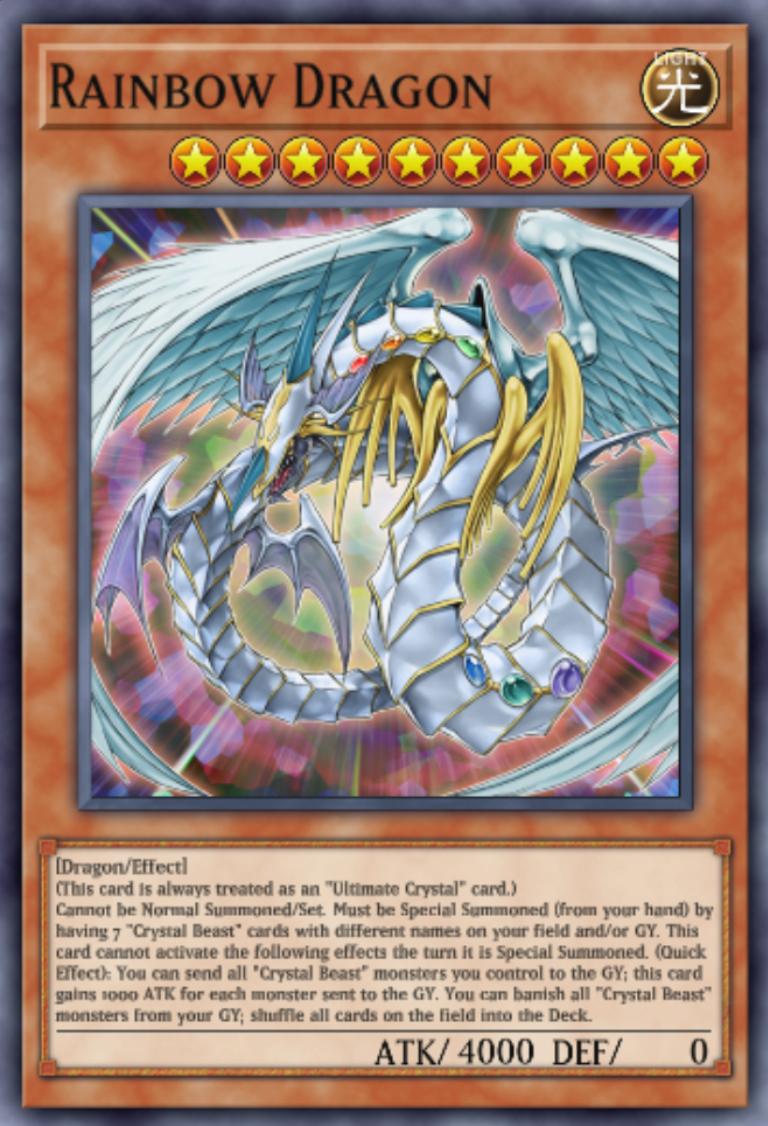 RAINBOW DRAGON
LIGHT
光
[Dragon/Effect]
(This card is always treated as an "Ultimate Crystal" card.)
Cannot be Normal Summoned/Set. Must be Special Summoned (from your hand) by
having 7 "Crystal Beast" cards with different names on your field and/or GY. This
card cannot activate the following effects the turn it is Special Summoned. (Quick
Effect): You can send all "Crystal Beast" monsters you control to the GY; this card
gains 1000 ATK for each monster sent to the GY. You can banish all "Crystal Beast"
monsters from your GY; shuffle all cards on the field into the Deck.
ATK/ 4000 DEF/ 0